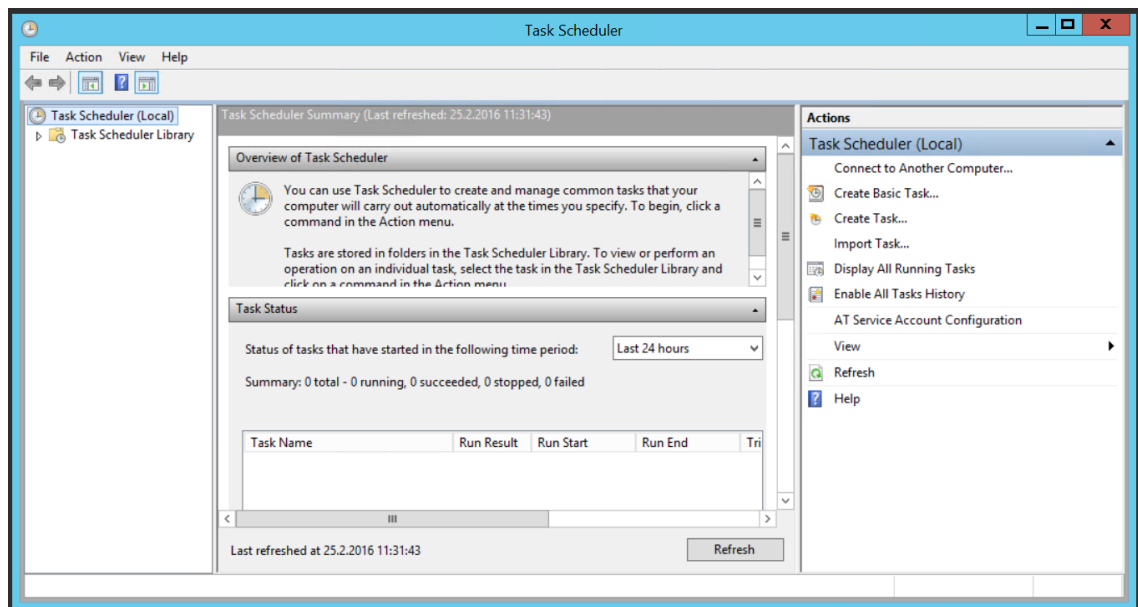 Task Scheduler
File Action View Help
Task Scheduler (Local)
Task Scheduler Library
Task Scheduler Summary (Last refreshed: 25.2.2016 11:31:43)
Overview of Task Scheduler
You can use Task Scheduler to create and manage common tasks that your
computer will carry out automatically at the times you specify. To begin, click a
command in the Action menu.
Tasks are stored in folders in the Task Scheduler Library. To view or perform an
operation on an individual task, select the task in the Task Scheduler Library and
click on a command in the Action menu
Task Status
Status of tasks that have started in the following time period: Last 24 hours
Summary: 0 total - 0 running, 0 succeeded, 0 stopped, 0 failed
Task Name Run Result Run Start Run End Tri
Last refreshed at 25.2.2016 11:31:43 Refresh
Actions
Task Scheduler (Local)
Connect to Another Computer...
Create Basic Task...
Create Task...
Import Task...
Display All Running Tasks
Enable All Tasks History
AT Service Account Configuration
View
Refresh
Help